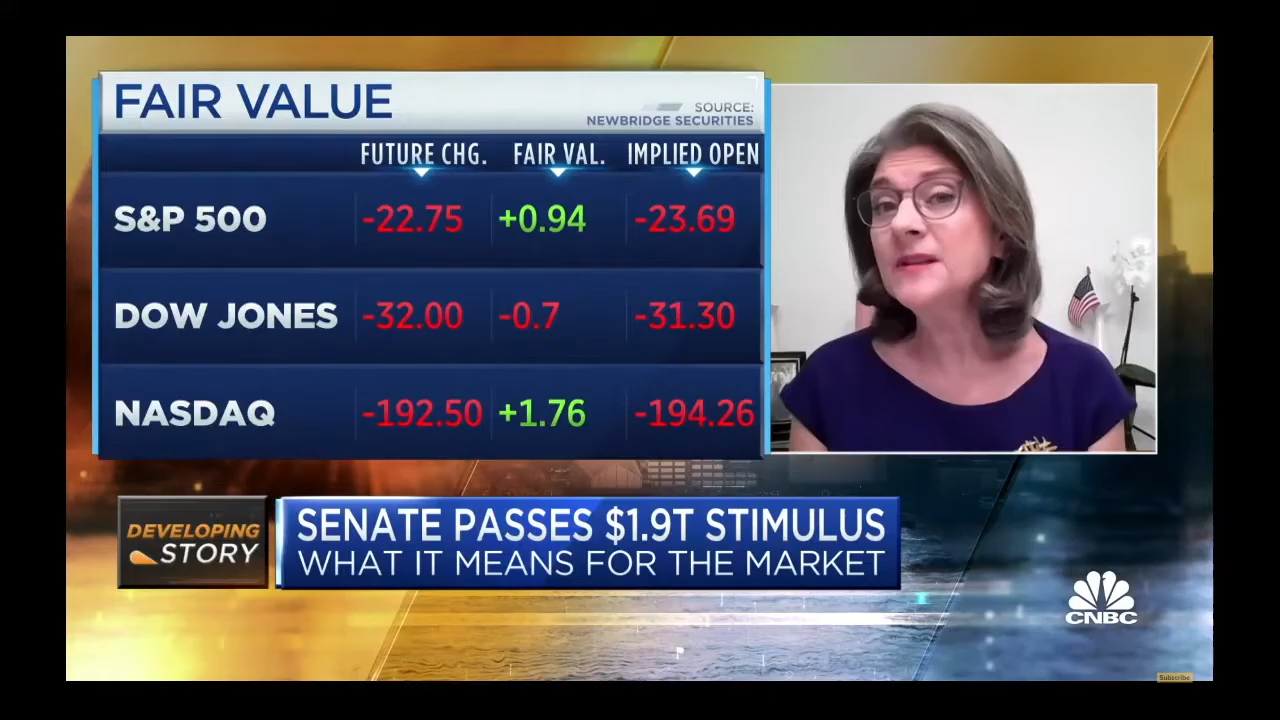 FAIR VALUE
SOURCE:
NEWBRIDGE SECURITIES
FUTURE CHG. FAIR VAL. IMPLIED OPEN
S&P 500 -22.75 +0.94 -23.69
DOW JONES -32.00 -0.7 -31.30
NASDAQ -192.50 +1.76 -194.26
DEVELOPING
STORY
SENATE PASSES $1.9T STIMULUS
WHAT IT MEANS FOR THE MARKET
CNBC
Subscribe